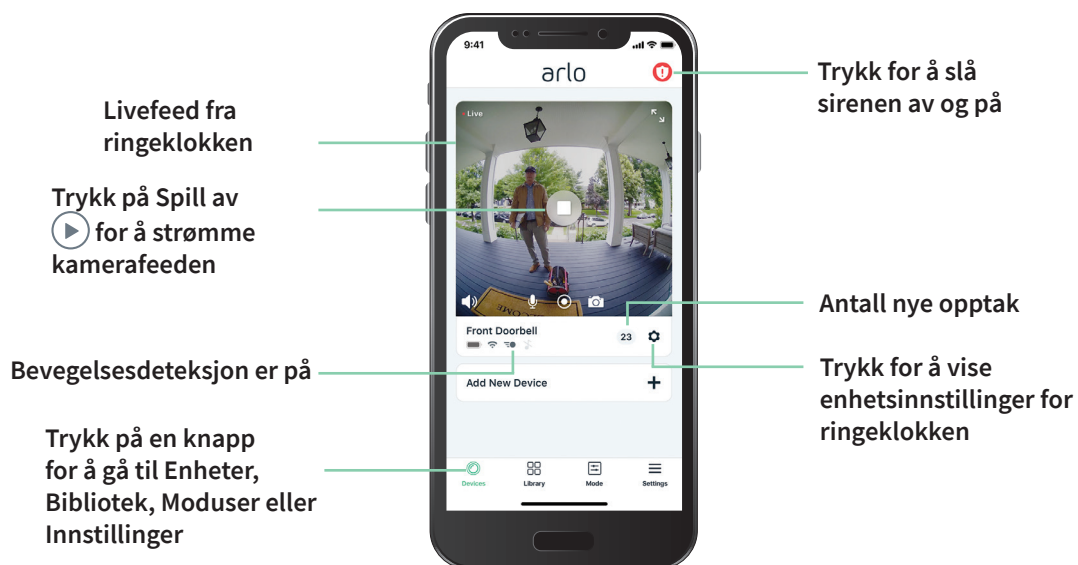 Livefeed fra
ringeklokken
Trykk på Spill av
for å strømme
kamerafeeden
Bevegelsesdeteksjon er på
Trykk på en knapp
for å gå til Enheter,
Bibliotek, Moduser eller
Innstillinger
9:41
arlo
Live
WELCOME
Front Doorbell
23
Add New Device
Devices
Library
Mode
Settings
Trykk for å slå
sirenen av og på
Antall nye opptak
Trykk for å vise
enhetsinnstillinger for
ringeklokken